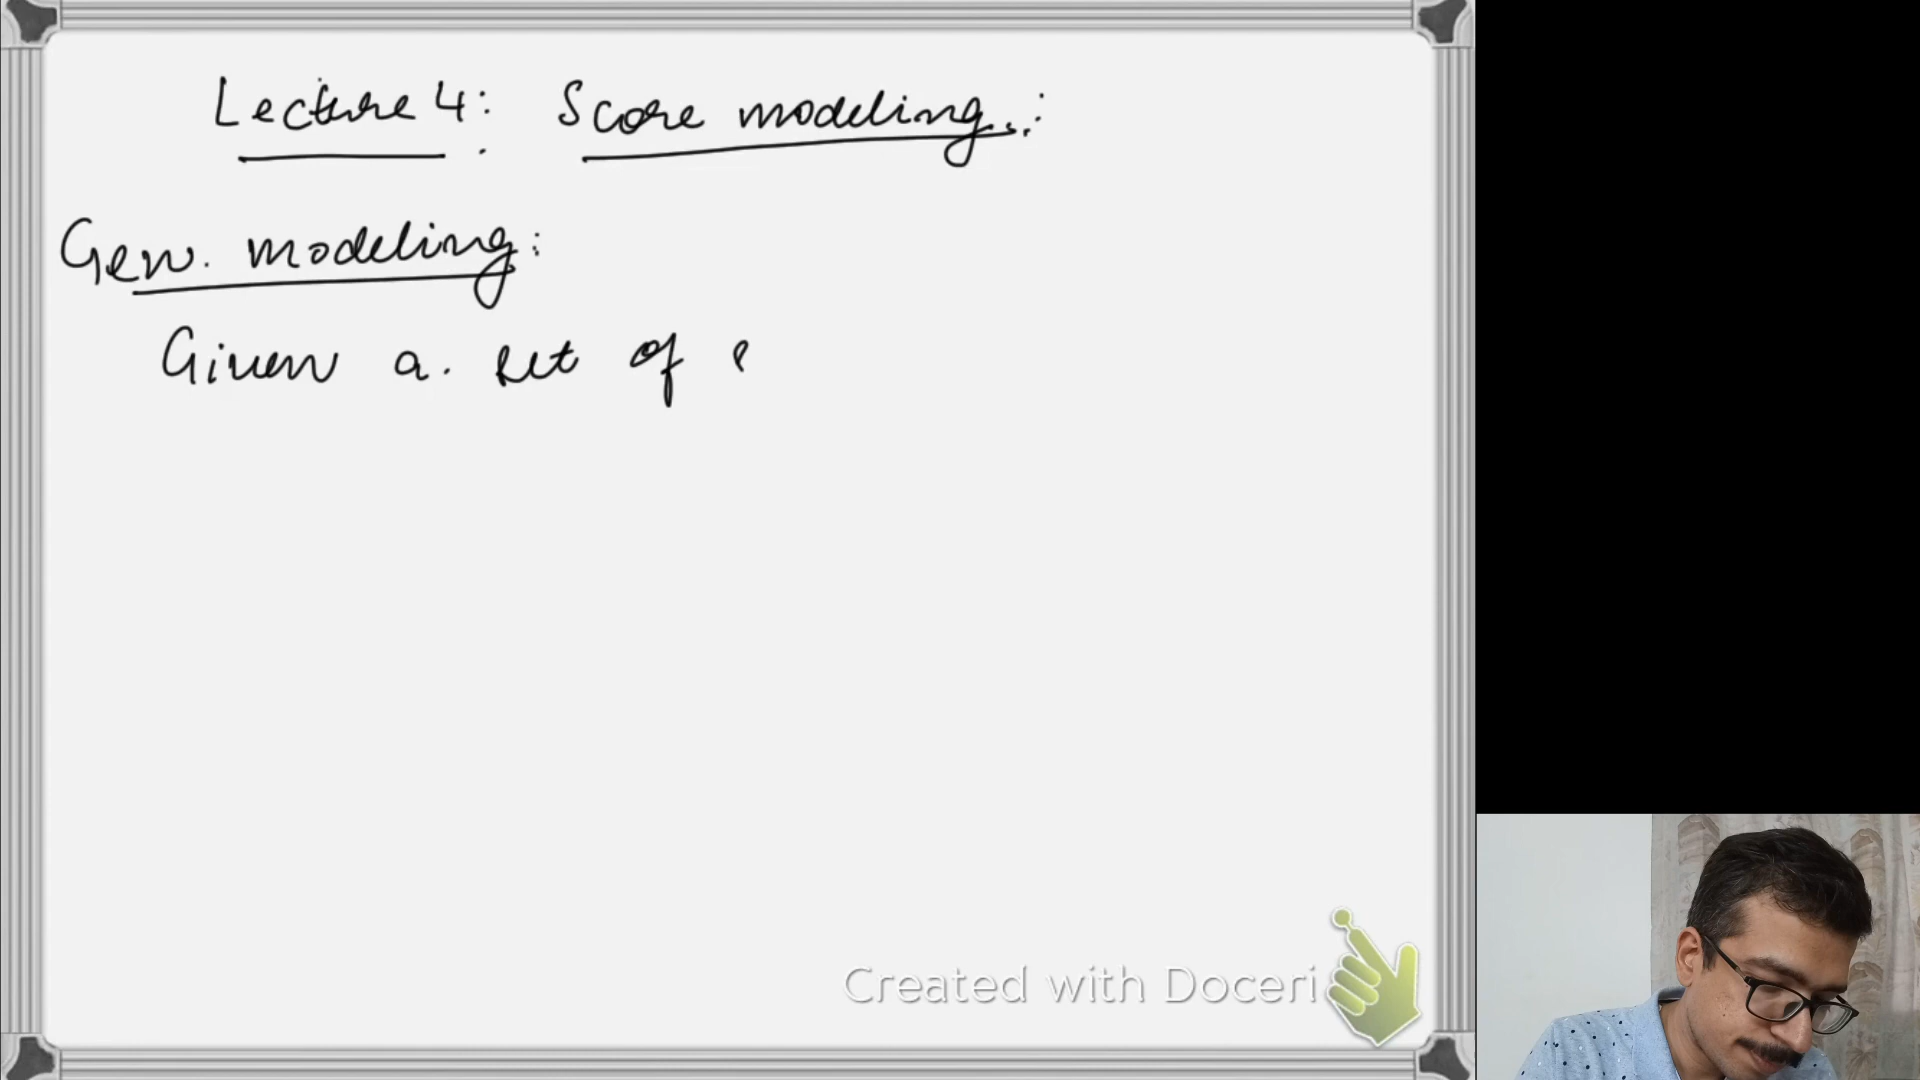 Lecture 4: Score modeling:
Gen. modeling:
Given a set of
Created with Doceri